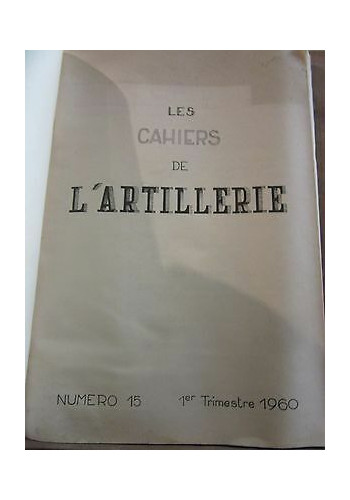 LES
CAHIERS
DE
L'ARTILLERIE
NUMERO 15 1er Trimestre 1960